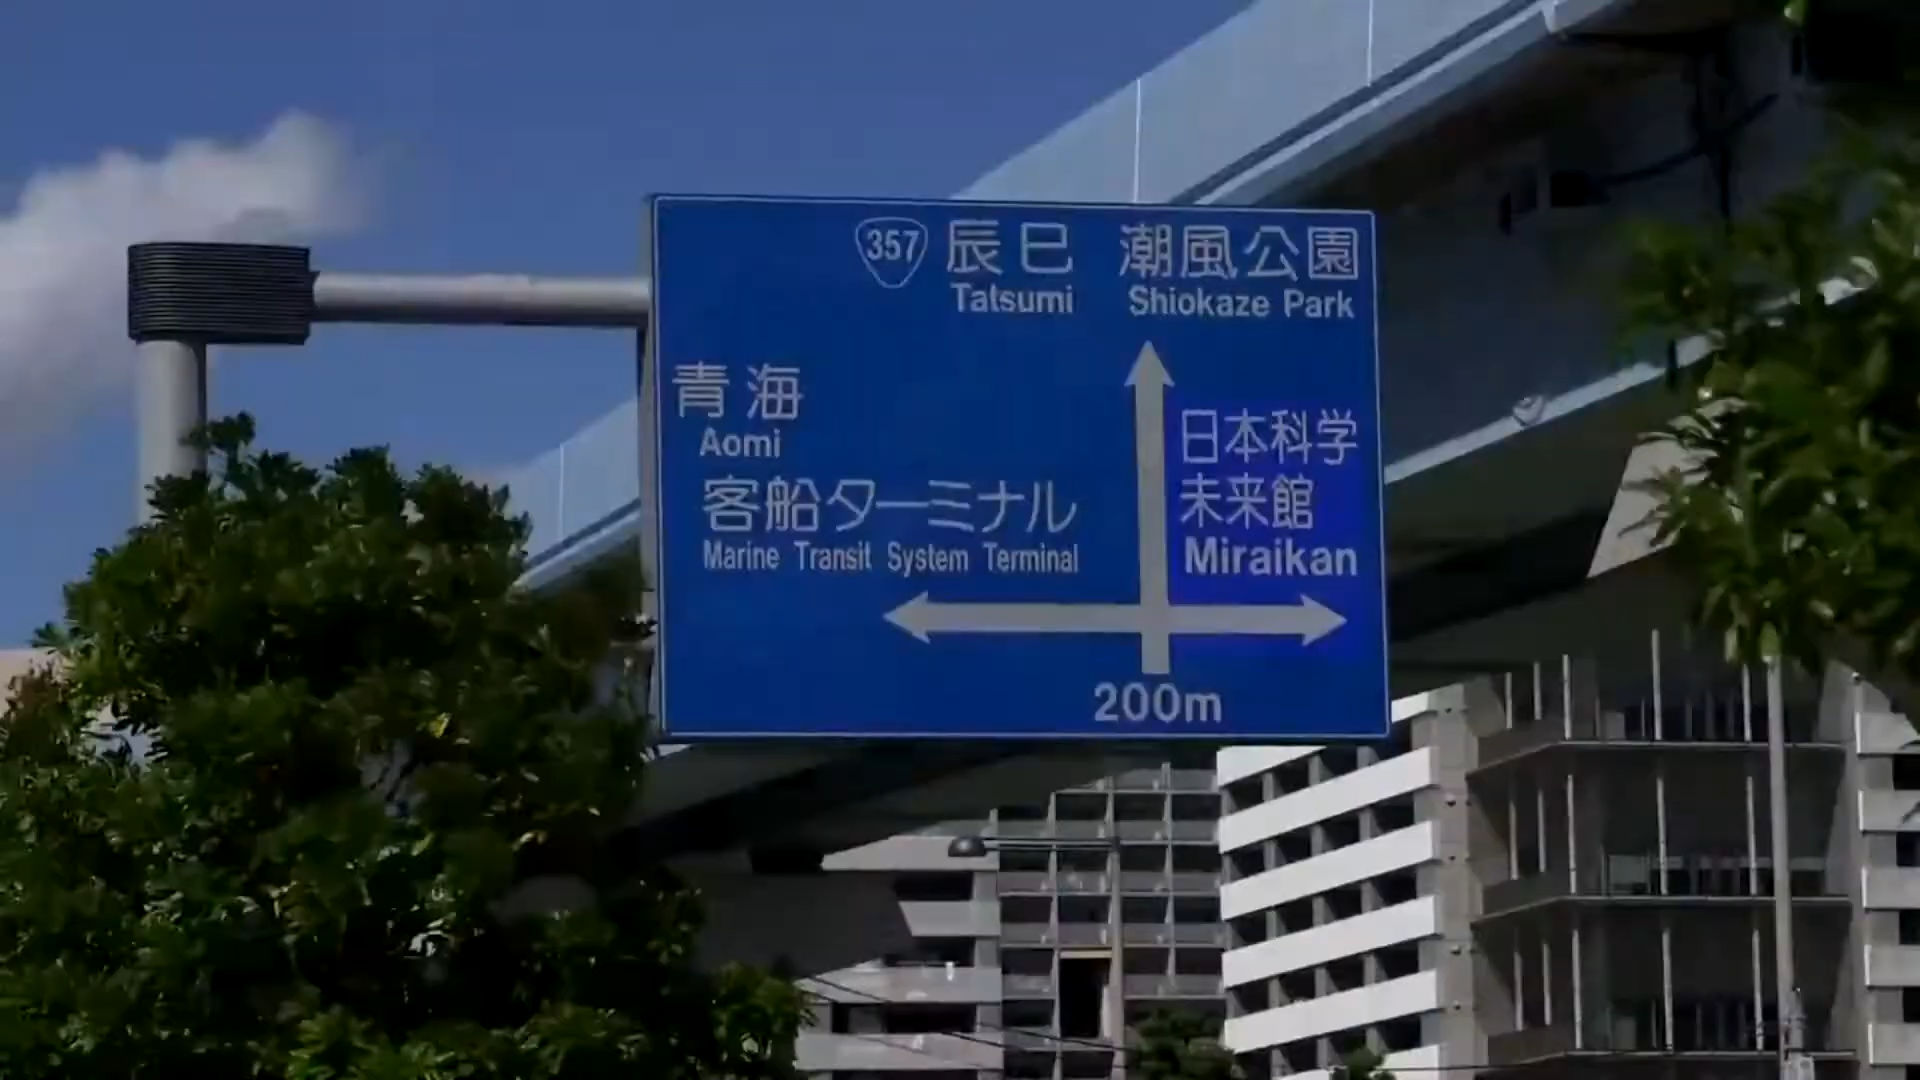 357 辰巳 潮風公園
Tatsumi Shiokaze Park
青海
Aomi
客船ターミナル
Marine Transit System Terminal
日本科学
未来館
Miraikan
200m